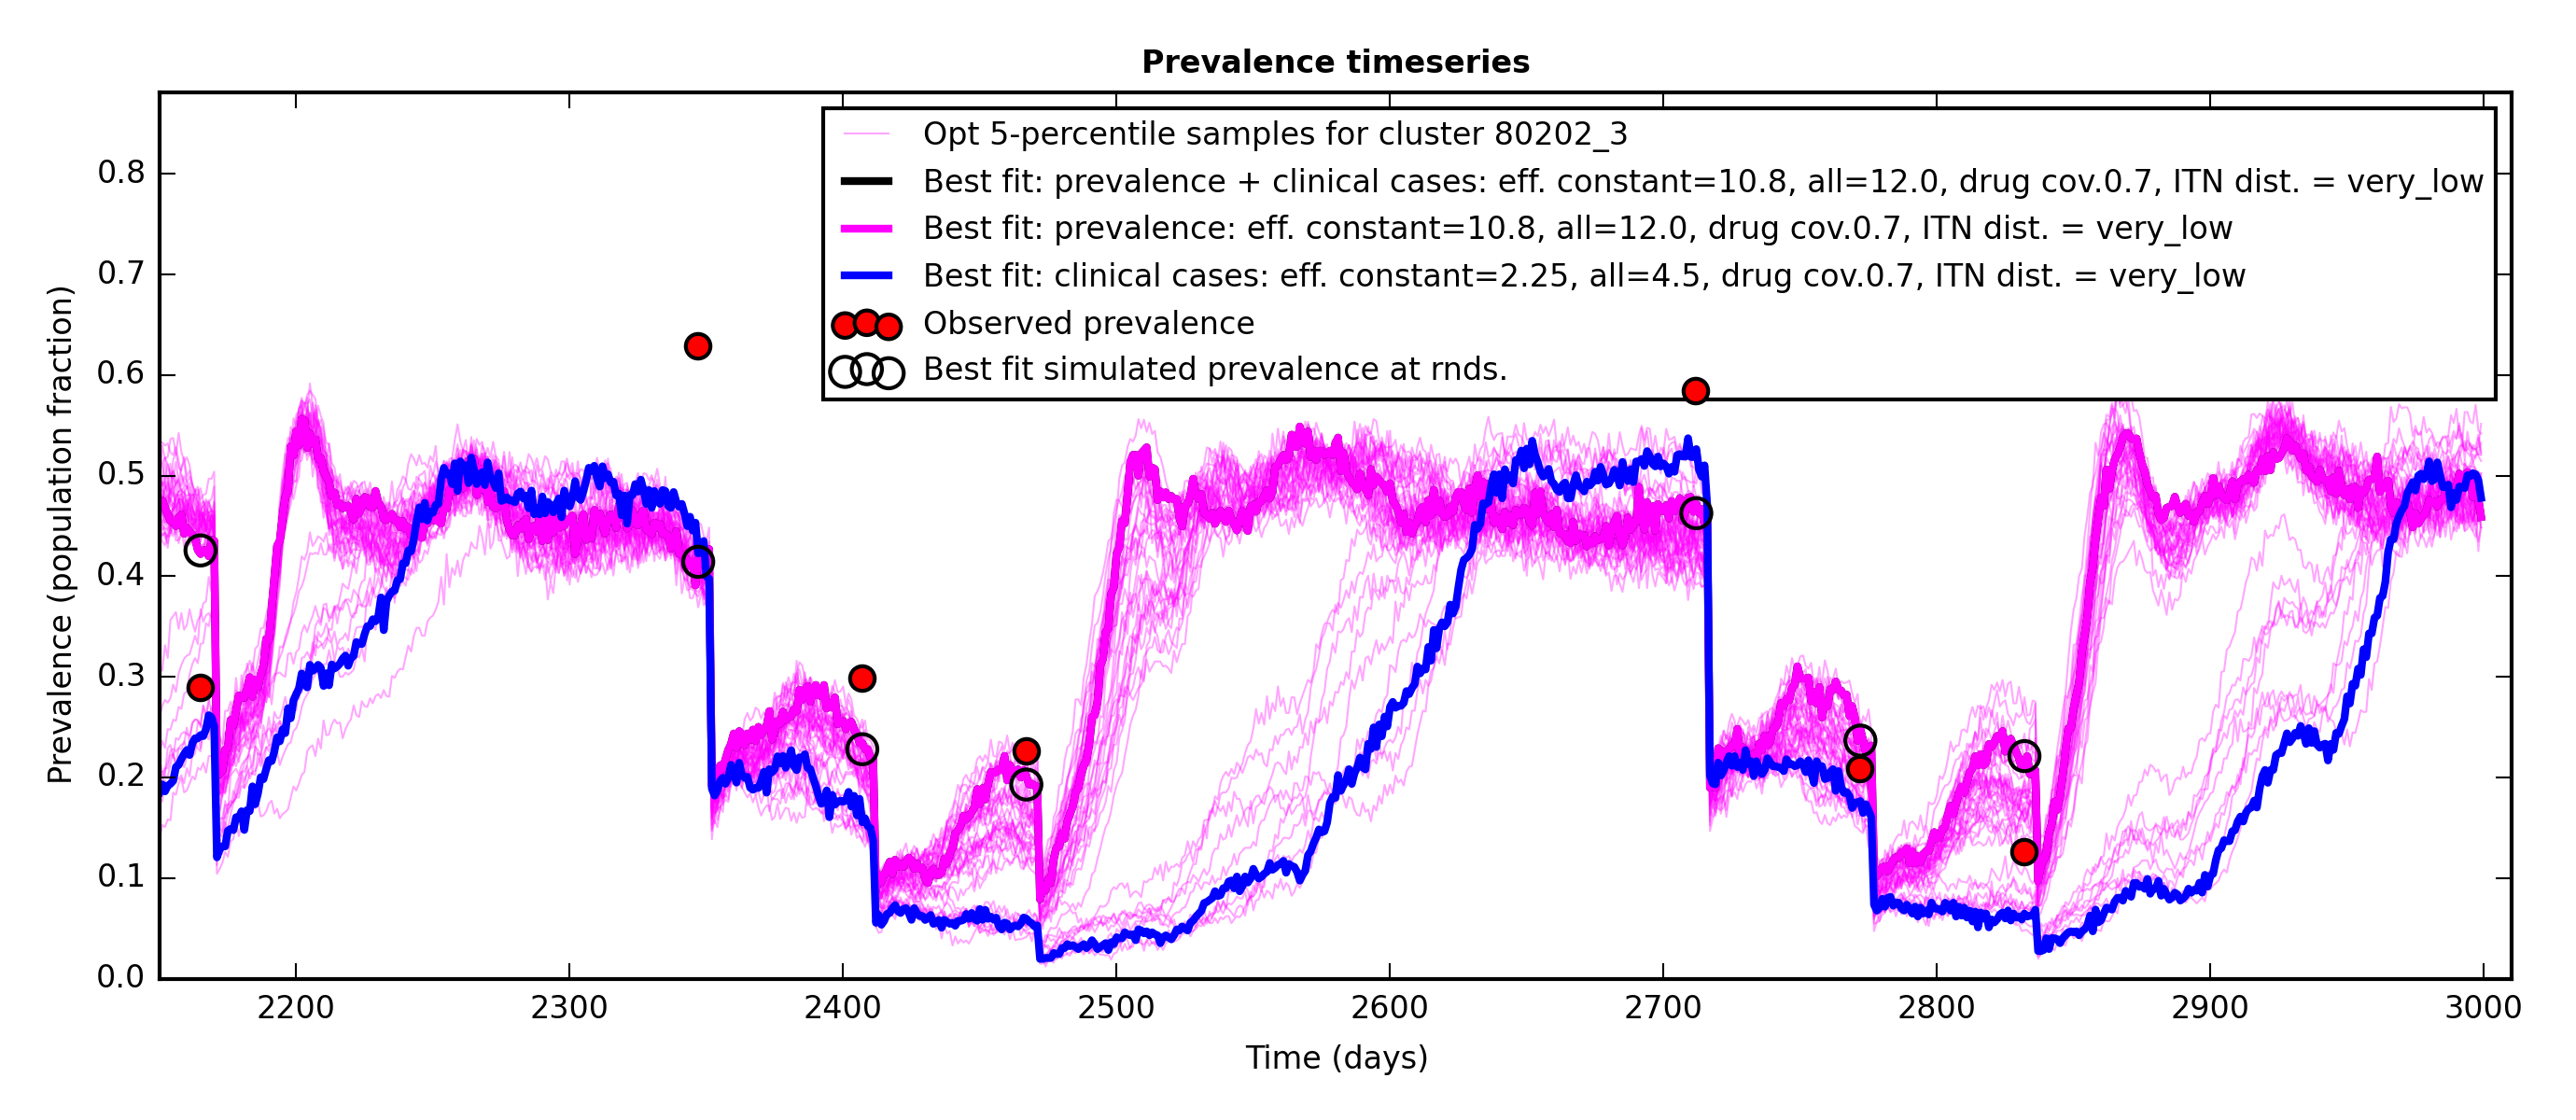 Prevalence timeseries
Opt 5-percentile samples for cluster 80202_3
Best fit: prevalence + clinical cases: eff. constant=10.8, all=12.0, drug cov.0.7, ITN dist. = very_low
Best fit: prevalence: eff. constant=10.8, all=12.0, drug cov.0.7, ITN dist. = very_low
Best fit: clinical cases: eff. constant=2.25, all=4.5, drug cov.0.7, ITN dist. = very_low
Observed prevalence
Best fit simulated prevalence at rnds.
Prevalence (population fraction)
0.8
0.7
0.6
0.5
0.4
0.3
0.2
0.1
0.0
2200 2300 2400 2500 2600 2700 2800 2900 3000
Time (days)